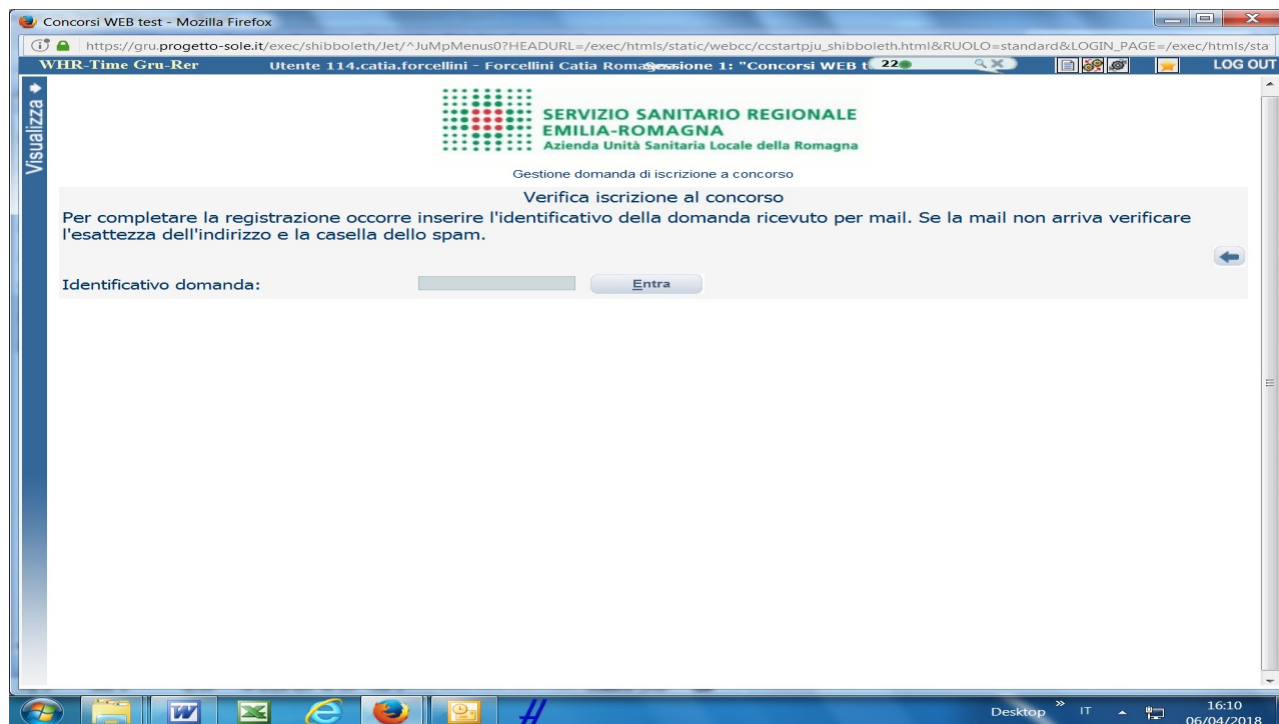 Concorsi WEB test - Mozilla Firefox
https://gru.progetto-sole.it/exec/shibboleth/Jet/^JuMpMenus0?HEADURL=/exec/htmls/static/webcc/ccstartpju_shibboleth.html&RUOLO=standard&LOGIN_PAGE=/exec/htmls/sta
WHR-Time Gru-Rer Utente 114.catia.forcellini - Forcellini Catia 1: "Concorsi WEB t 22 LOG OUT
Visualizza
SERVIZIO SANITARIO REGIONALE
EMILIA-ROMAGNA
Azienda Unità Sanitaria Locale della Romagna
Gestione domanda di iscrizione a concorso
Verifica iscrizione al concorso
Per completare la registrazione occorre inserire l'identificativo della domanda ricevuto per mail. Se la mail non arriva verificare
l'esattezza dell'indirizzo e la casella dello spam.
Identificativo domanda: Entra
Desktop » IT 16:10
06/04/2018